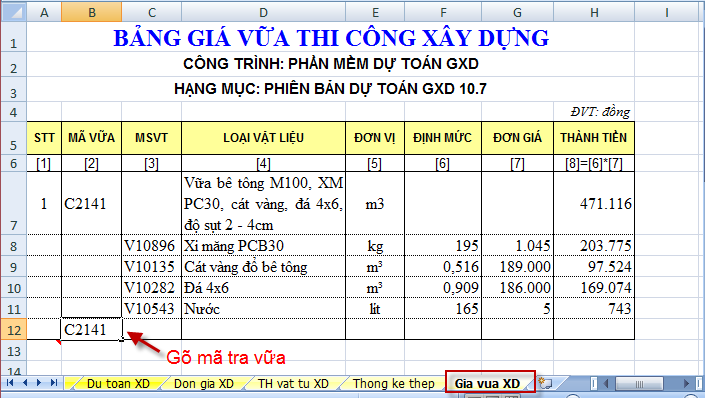 A B C D E F G H I
1 BẢNG GIÁ VỮA THI CÔNG XÂY DỰNG
2 CÔNG TRÌNH: PHẦN MỀM DỰ TOÁN GXD
3 HẠNG MỤC: PHIÊN BẢN DỰ TOÁN GXD 10.7
4 ĐVT: đồng
5 STT MÃ VỮA MSVT LOẠI VẬT LIỆU ĐƠN VỊ ĐỊNH MỨC ĐƠN GIÁ THÀNH TIỀN
6 [1] [2] [3] [4] [5] [6] [7] [8]=[6]*[7]
Vữa bê tông M100, XM
1 C2141 PC30, cát vàng, đá 4x6, m3 471.116
7 độ sụt 2 - 4cm
8 V10896 Xi măng PCB30 kg 195 1.045 203.775
9 V10135 Cát vàng đổ bê tông m³ 0,516 189.000 97.524
10 V10282 Đá 4x6 m³ 0,909 186.000 169.074
11 V10543 Nước lít 165 5 743
12 C2141
13 Gõ mã tra vữa
14
Du toan XD Don gia XD TH vat tu XD Thong ke thep Gia vua XD